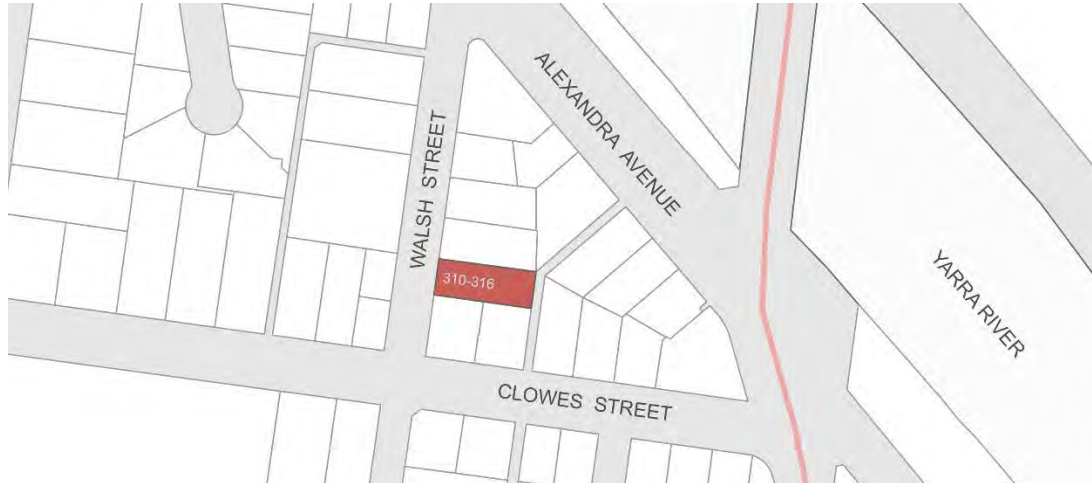 ALEXANDRA AVENUE
WALSH STREET
310-316
YARRA RIVER
CLOWES STREET